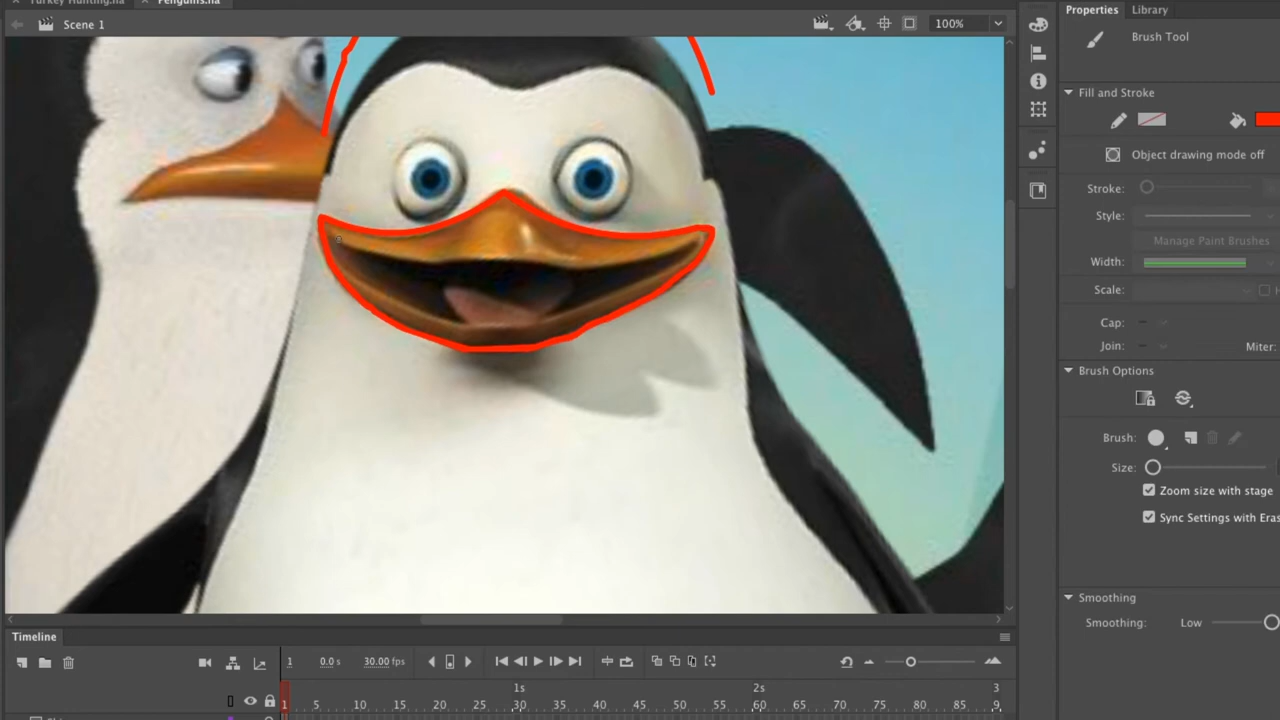 Turkey Hunting.fla
Penguins.fla
Scene 1
100%
Properties
Library
Brush Tool
Fill and Stroke
Object drawing mode off
Stroke:
Style:
Manage Paint Brushes
Width:
Scale:
Cap:
Join:
Miter:
Brush Options
Brush:
Size:
Zoom size with stage
Sync Settings with Eras
Smoothing
Smoothing: Low
Timeline
1 0.0 s 30.00 fps
1s 2s 3
1 5 10 15 20 25 30 35 40 45 50 55 60 65 70 75 80 85 9